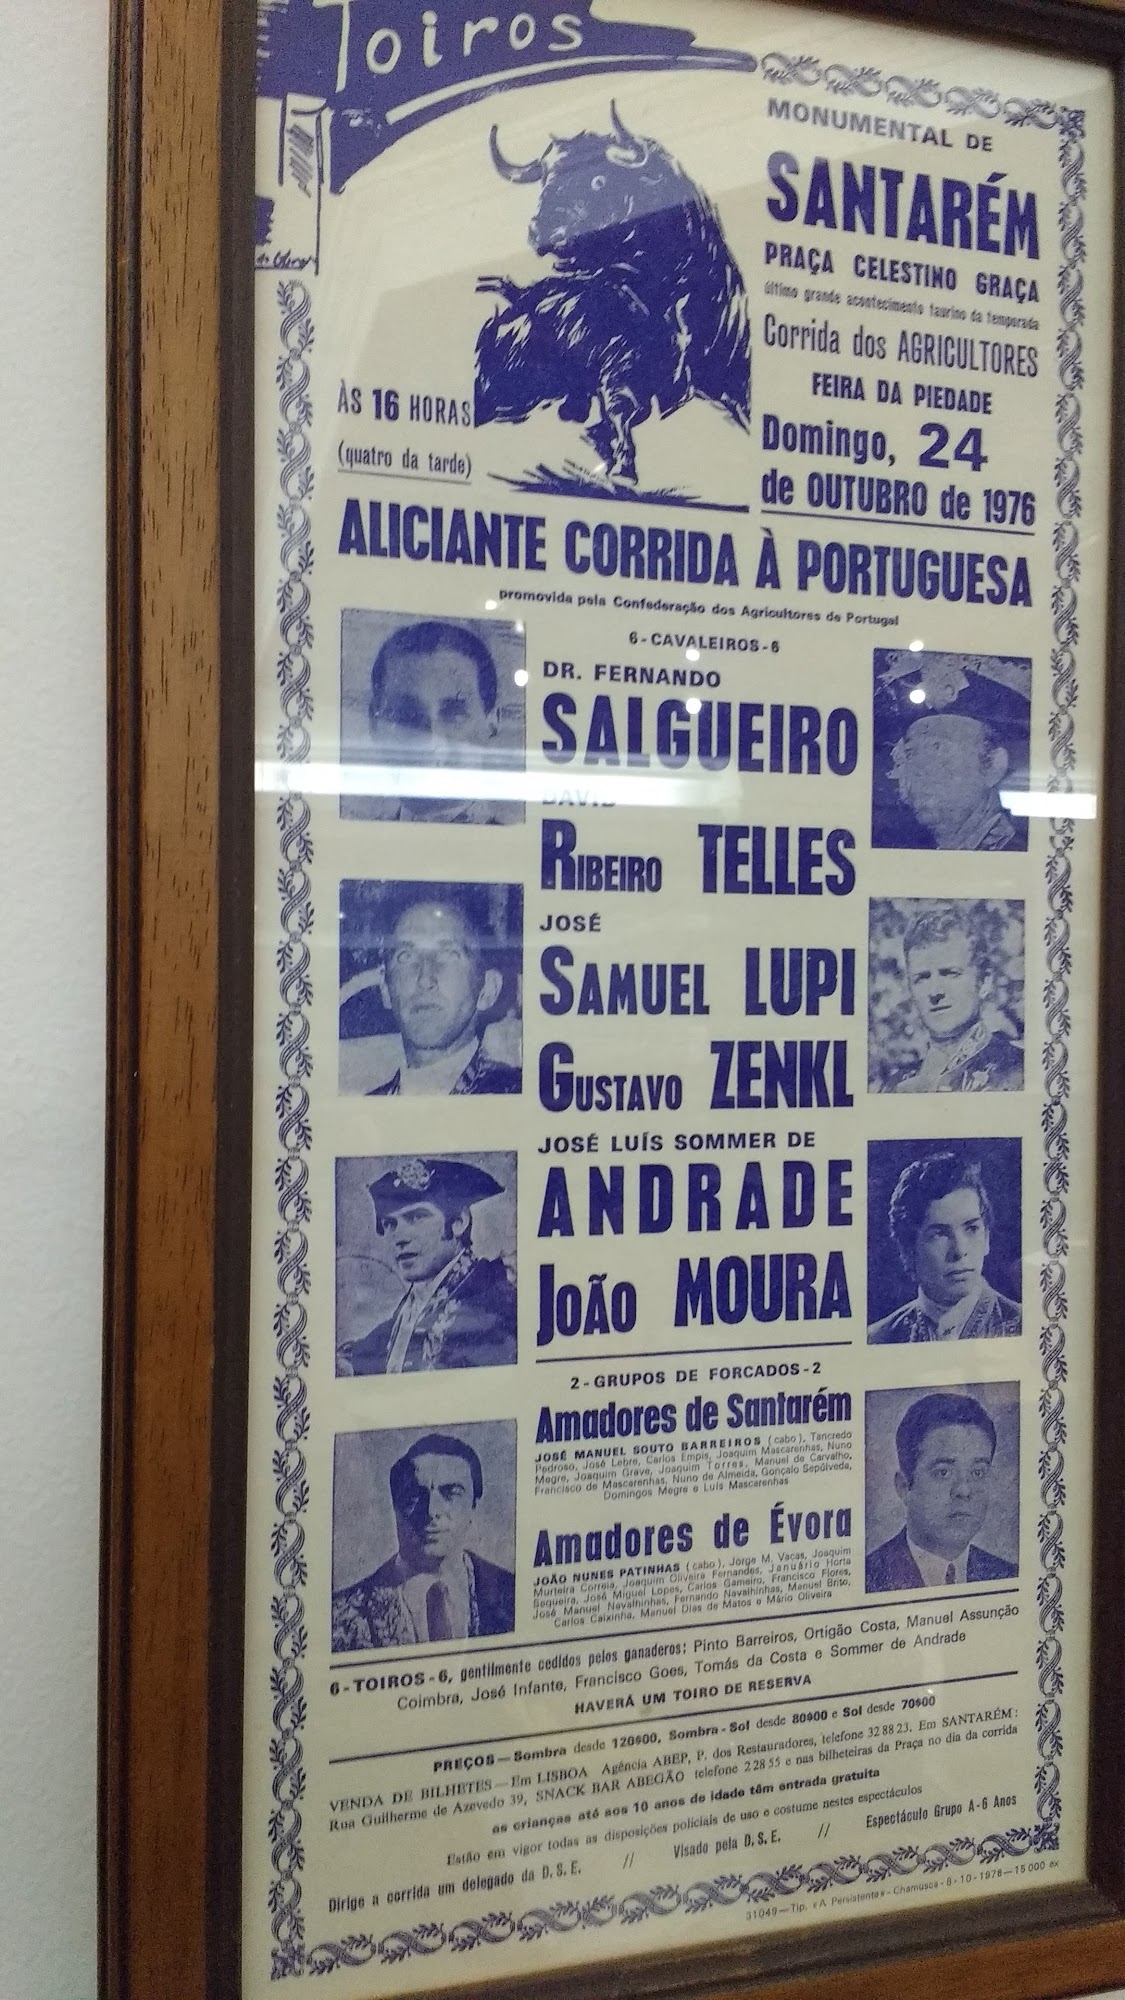 Toiros
MONUMENTAL DE
SANTARÉM
PRAÇA CELESTINO GRAÇA
último grande acontecimento taurino da temporada
Corrida dos AGRICULTORES
FEIRA DA PIEDADE
Domingo, 24
de OUTUBRO de 1976
ÀS 16 HORAS
(quatro da tarde)
ALICIANTE CORRIDA À PORTUGUESA
promovida pela Confederação dos Agricultores de Portugal
6-CAVALEIROS-6
DR. FERNANDO
SALGUEIRO
DAVID
RIBEIRO TELLES
JOSÉ
SAMUEL LUPI
GUSTAVO ZENKL
JOSÉ LUÍS SOMMER DE
ANDRADE
JOÃO MOURA
2-GRUPOS DE FORCADOS-2
Amadores de Santarém
JOSÉ MANUEL SOUTO BARREIROS (cabo), Tancredo
Pedroso, José Lebre, Carlos Empis, Joaquim Mascarenhas, Nuno
Megre, Joaquim Grave, Joaquim Torres, Manuel de Carvalho,
Francisco de Mascarenhas, Nuno de Almeida, Gonçalo Sepúlveda,
Domingos Megre e Luís Mascarenhas
Amadores de Évora
JOÃO NUNES PATINHAS (cabo), Jorge M. Vacas, Joaquim
Murteira Correia, Joaquim Oliveira Fernandes, Januário Horta
Sequeira, José Miguel Lopes, Carlos Gameiro, Francisco Flores,
José Manuel Navalhinhas, Fernando Navalhinhas, Manuel Brito,
Carlos Caixinha, Manuel Dias de Matos e Mário Oliveira
6-TOIROS-6, gentilmente cedidos pelos ganaderos: Pinto Barreiros, Ortigão Costa, Manuel Assunção
Coimbra, José Infante, Francisco Goes, Tomás da Costa e Sommer de Andrade
HAVERÁ UM TOIRO DE RESERVA
PREÇOS—Sombra desde 120$00, Sombra-Sol desde 80$00 e Sol desde 70$00
VENDA DE BILHETES—Em LISBOA Agência ABEP, P. dos Restauradores, telefone 32 88 23. Em SANTARÉM:
Rua Guilherme de Azevedo 39, SNACK BAR ABEGÃO telefone 2 28 55 e nas bilheteiras da Praça no dia da corrida
as crianças até aos 10 anos de idade têm entrada gratuita
Estão em vigor todas as disposições policiais de uso e costume nestes espectáculos
Dirige a corrida um delegado da D. S. E. // Visado pela D. S. E. // Espectáculo Grupo A-6 Anos
31049—Tip. «A Persistente»-Chamusca-8-10-1976—15 000 ex